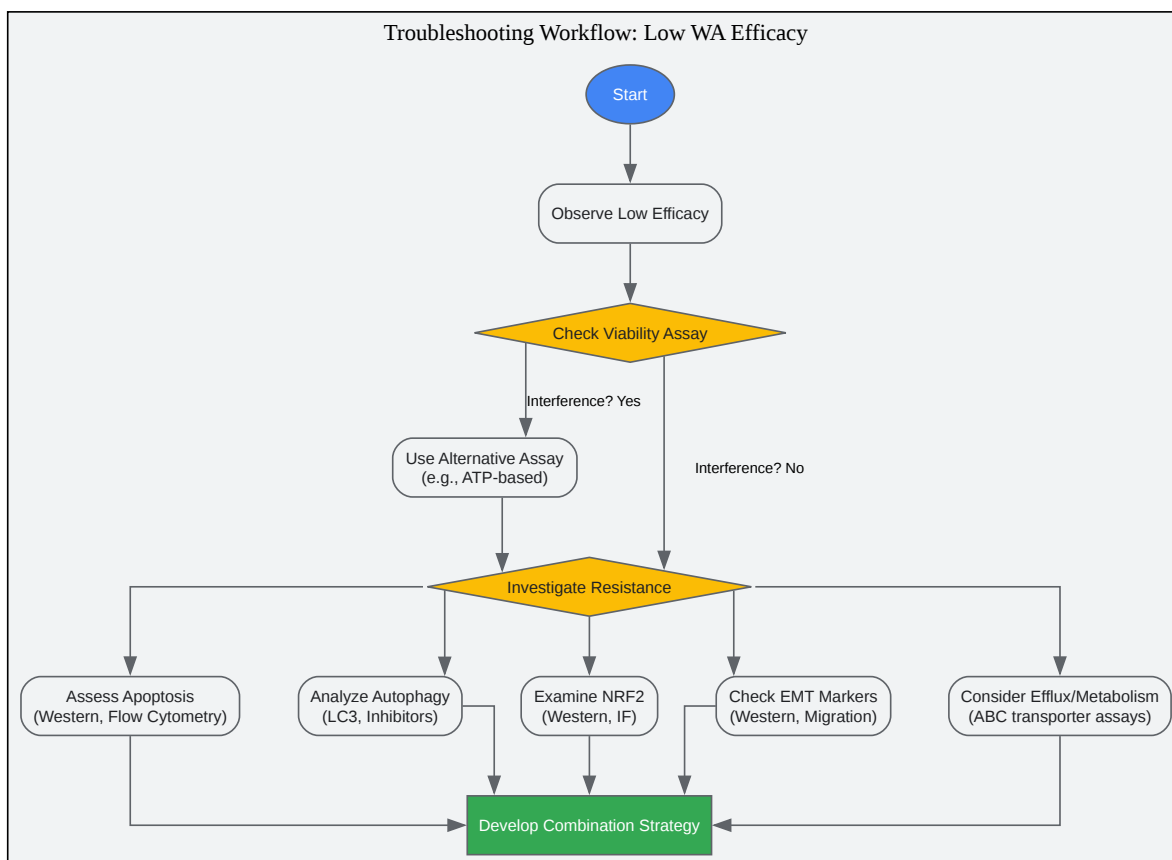 Troubleshooting Workflow: Low WA Efficacy
Start
Observe Low Efficacy
Check Viability Assay
Interference? Yes
Use Alternative Assay
(e.g., ATP-based)
Interference? No
Investigate Resistance
Assess Apoptosis
(Western, Flow Cytometry)
Analyze Autophagy
(LC3, Inhibitors)
Examine NRF2
(Western, IF)
Check EMT Markers
(Western, Migration)
Consider Efflux/Metabolism
(ABC transporter assays)
Develop Combination Strategy